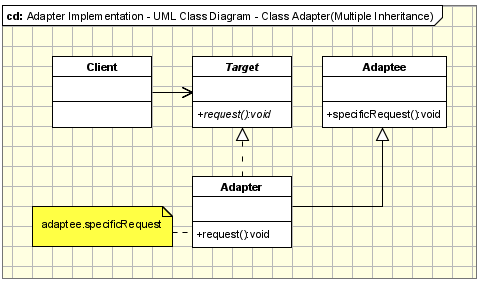 cd: Adapter Implementation - UML Class Diagram - Class Adapter(Multiple Inheritance)
Client
Target
+request():void
Adaptee
+specificRequest():void
Adapter
+request():void
adaptee.specificRequest